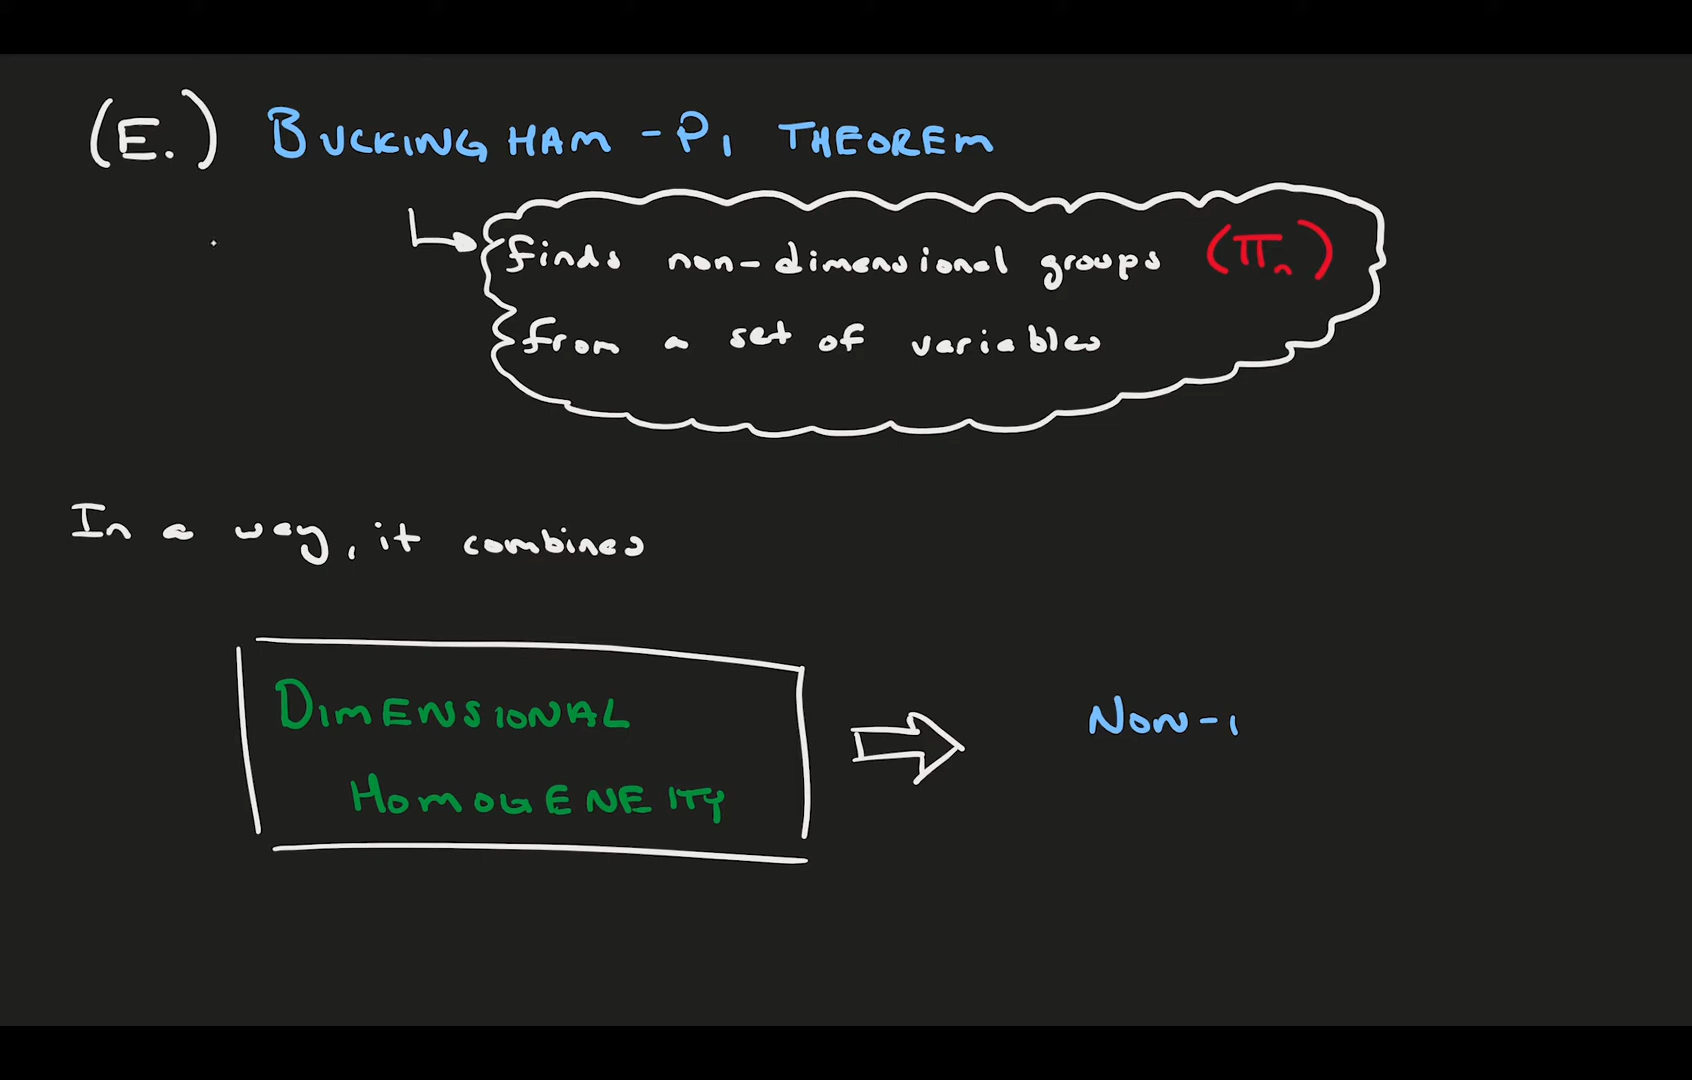 (E.) BUCKINGHAM-PI THEOREM
finds non-dimensional groups (πn)
from a set of variables
In a way, it combines
DIMENSIONAL
HOMOGENEITY
NON-